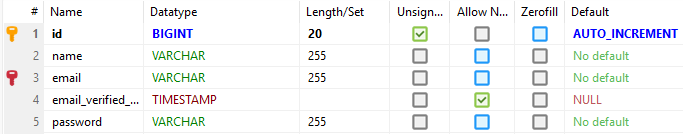 # Name Datatype Length/Set Unsign... Allow N... Zerofill Default
1 id BIGINT 20 AUTO_INCREMENT
2 name VARCHAR 255 No default
3 email VARCHAR 255 No default
4 email_verified_... TIMESTAMP NULL
5 password VARCHAR 255 No default